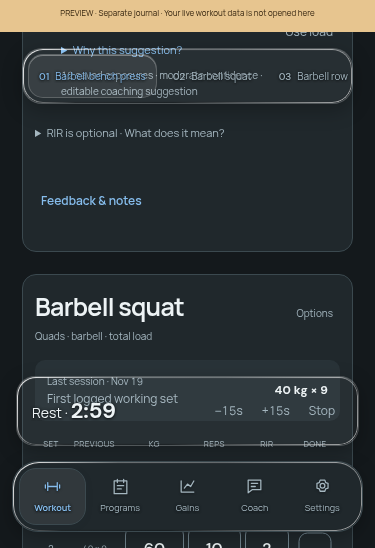 PREVIEW · Separate journal · Your live workout data is not opened here
Use load
▶ Why this suggestion?
01 Barbell bench press 02 Barbell squat 03 Barbell row
exposures · moderate confidence ·
editable coaching suggestion
▶ RIR is optional · What does it mean?
Feedback & notes
Barbell squat
Options
Quads · barbell · total load
Last session · Nov 19
40 kg × 9
First logged working set
Rest · 2:59 −15s +15s Stop
SET PREVIOUS KG REPS RIR DONE
Workout Programs Gains Coach Settings
60 10